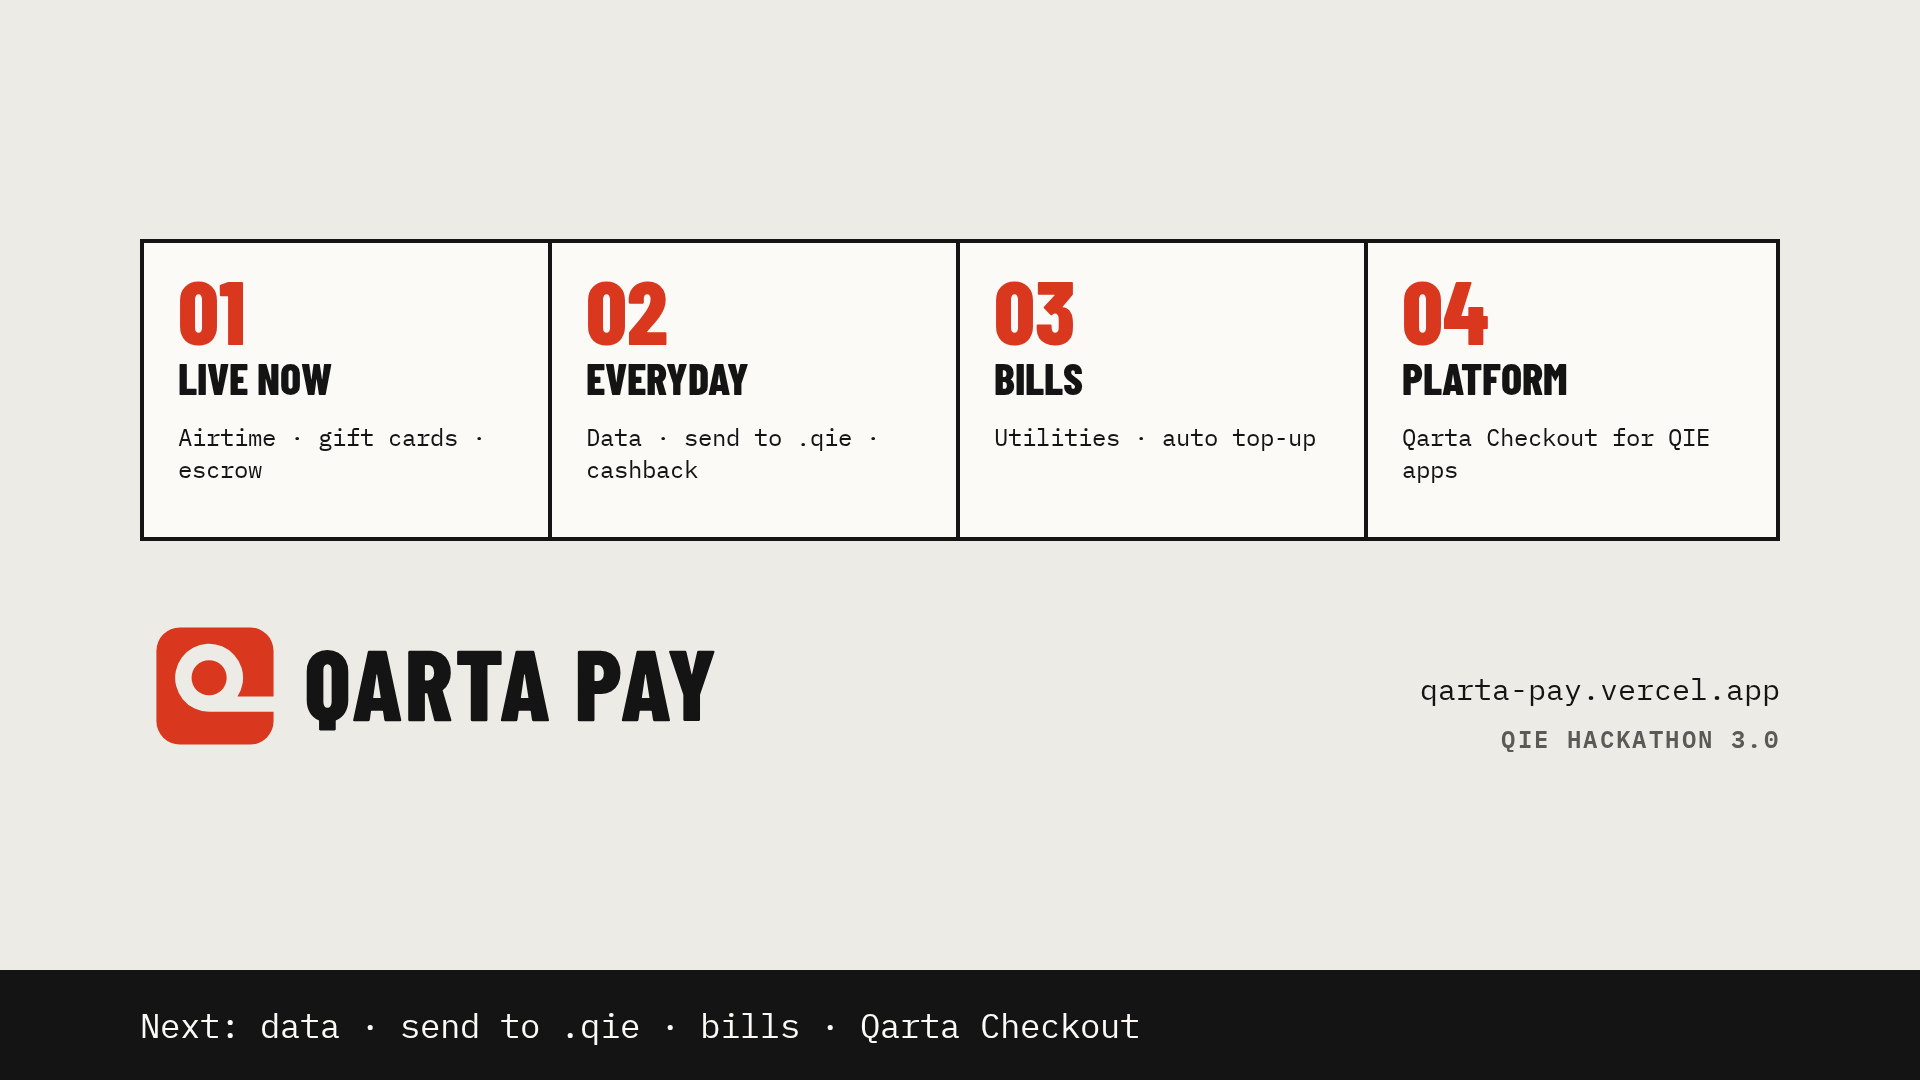 01
LIVE NOW
Airtime · gift cards ·
escrow
02
EVERYDAY
Data · send to .qie ·
cashback
03
BILLS
Utilities · auto top-up
04
PLATFORM
Qarta Checkout for QIE
apps
QARTA PAY
qarta-pay.vercel.app
QIE HACKATHON 3.0
Next: data · send to .qie · bills · Qarta Checkout